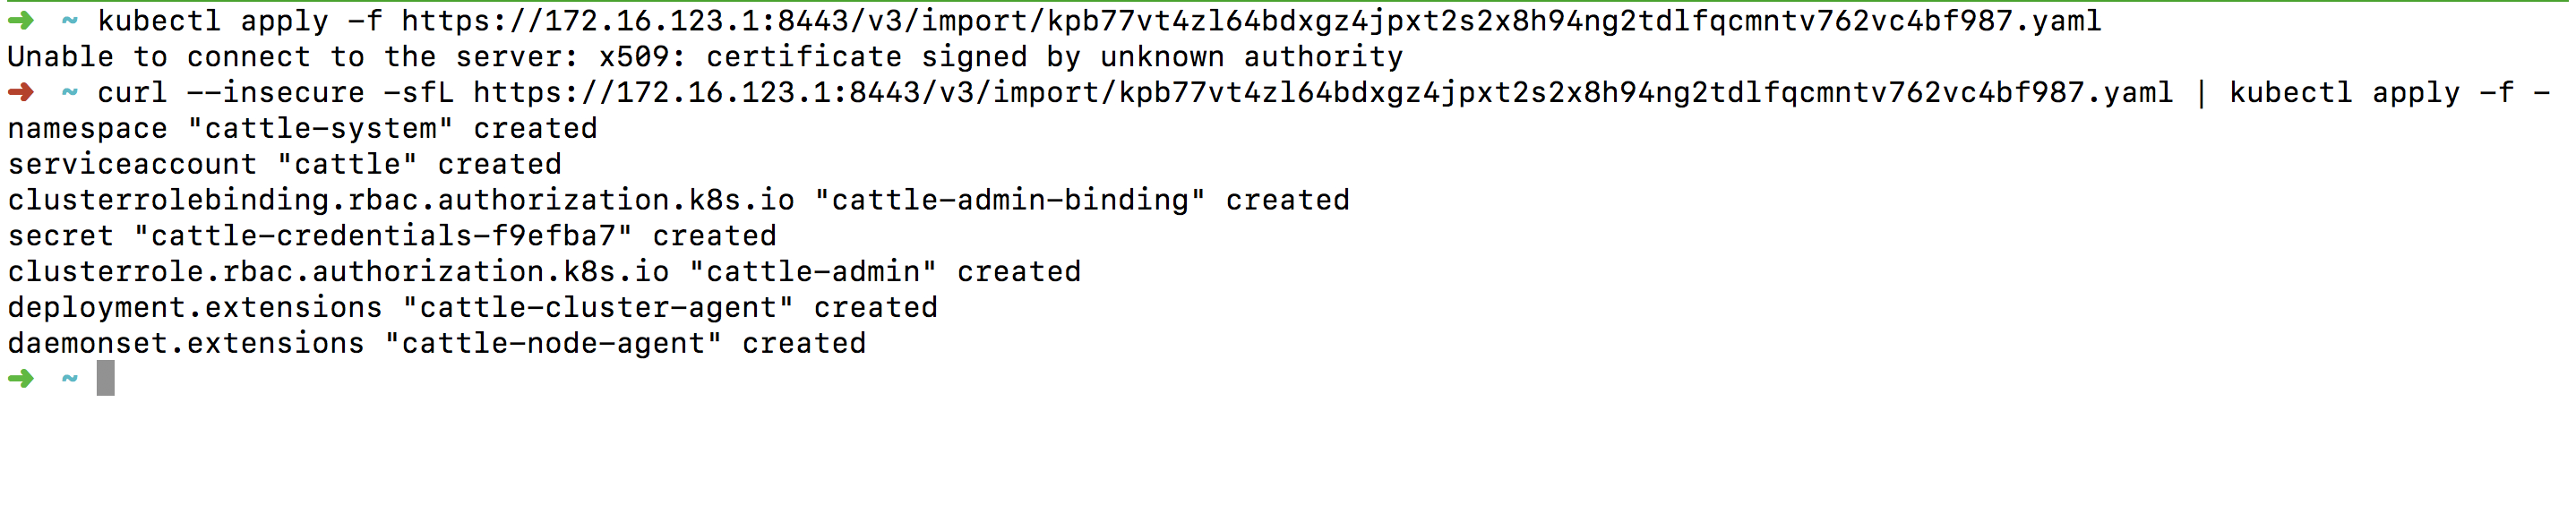 ➜ ~ kubectl apply -f https://172.16.123.1:8443/v3/import/kpb77vt4zl64bdxgz4jpxt2s2x8h94ng2tdlfqcmntv762vc4bf987.yaml
Unable to connect to the server: x509: certificate signed by unknown authority
➜ ~ curl --insecure -sfL https://172.16.123.1:8443/v3/import/kpb77vt4zl64bdxgz4jpxt2s2x8h94ng2tdlfqcmntv762vc4bf987.yaml | kubectl apply -f -
namespace "cattle-system" created
serviceaccount "cattle" created
clusterrolebinding.rbac.authorization.k8s.io "cattle-admin-binding" created
secret "cattle-credentials-f9efba7" created
clusterrole.rbac.authorization.k8s.io "cattle-admin" created
deployment.extensions "cattle-cluster-agent" created
daemonset.extensions "cattle-node-agent" created
➜ ~